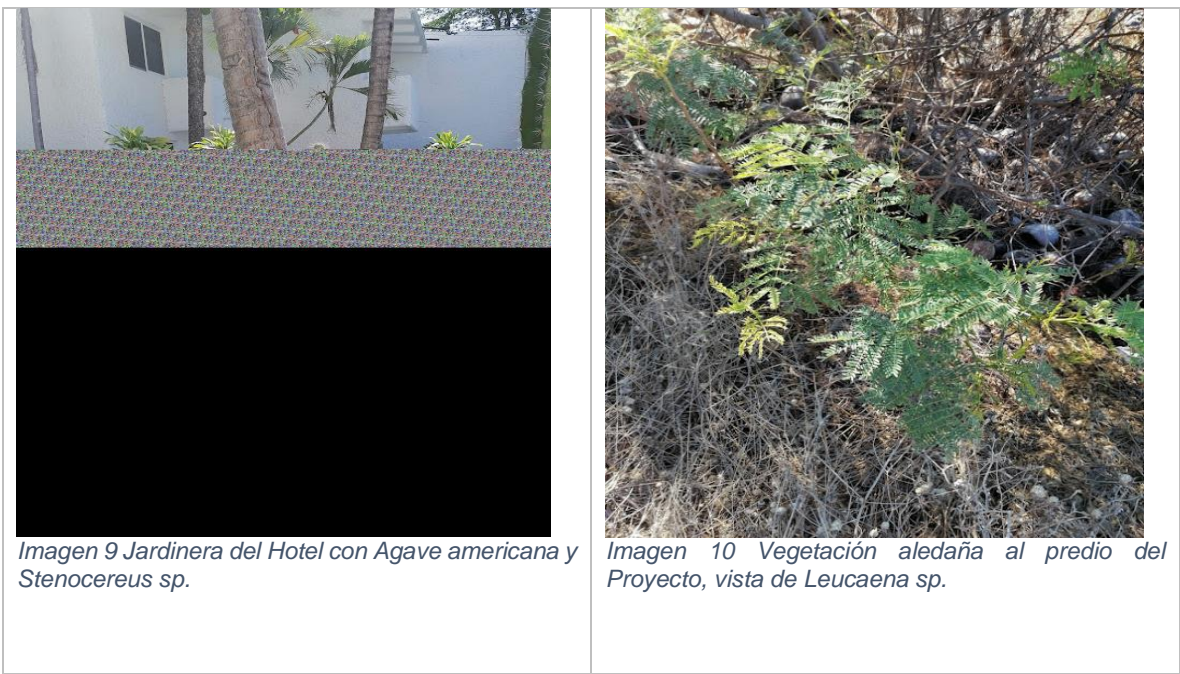 Imagen 9 Jardinera del Hotel con Agave americana y
Stenocereus sp.
Imagen 10 Vegetación aledaña al predio del
Proyecto, vista de Leucaena sp.